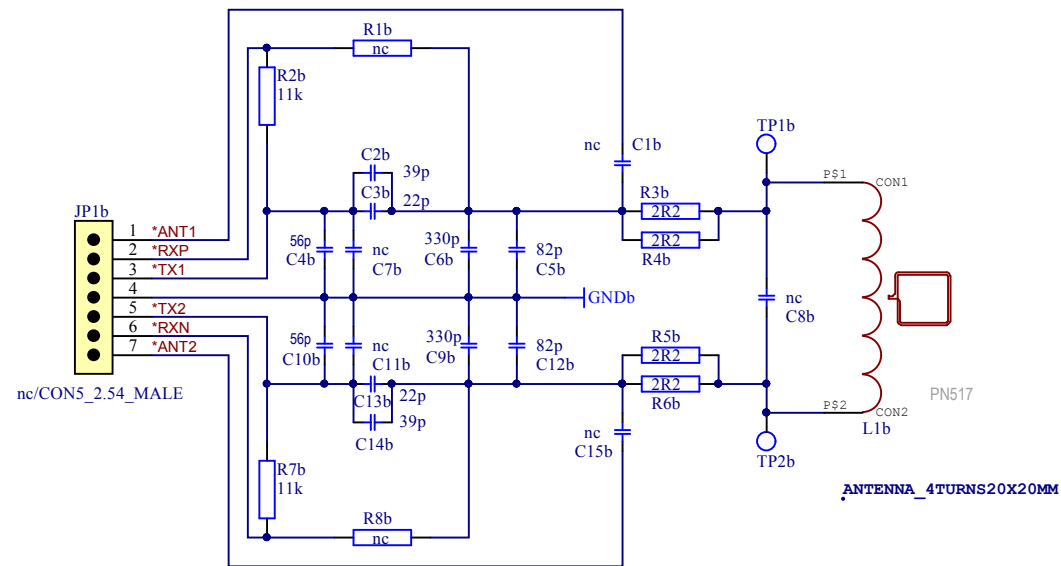 R1b
nc
R2b
11k
nc
C1b
TP1b
C2b
39p
C3b
22p
P$1
CON1
R3b
2R2
2R2
R4b
JP1b
1
*ANT1
2
*RXP
3
*TX1
4
5
*TX2
6
*RXN
7
*ANT2
nc/CON5_2.54_MALE
56p
C4b
nc
C7b
330p
C6b
82p
C5b
GNDb
nc
C8b
56p
C10b
nc
C11b
330p
C9b
82p
C12b
R5b
2R2
2R2
R6b
C13b
22p
C14b
39p
nc
C15b
P$2
CON2
L1b
PN517
TP2b
R7b
11k
R8b
nc
ANTENNA_4TURNS20X20MM